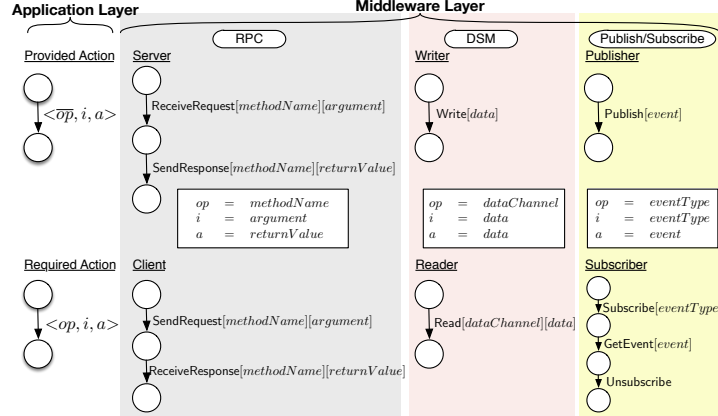 Application Layer
Middleware Layer
RPC
DSM
Publish/Subscribe
Provided Action
Server
Writer
Publisher
<op̅, i, a>
ReceiveRequest[methodName][argument]
Write[data]
Publish[event]
SendResponse[methodName][returnValue]
op = methodName
i = argument
a = returnValue
op = dataChannel
i = data
a = data
op = eventType
i = eventType
a = event
Required Action
Client
Reader
Subscriber
<op, i, a>
SendRequest[methodName][argument]
Read[dataChannel][data]
Subscribe[eventType
GetEvent[event]
ReceiveResponse[methodName][returnValue]
Unsubscribe